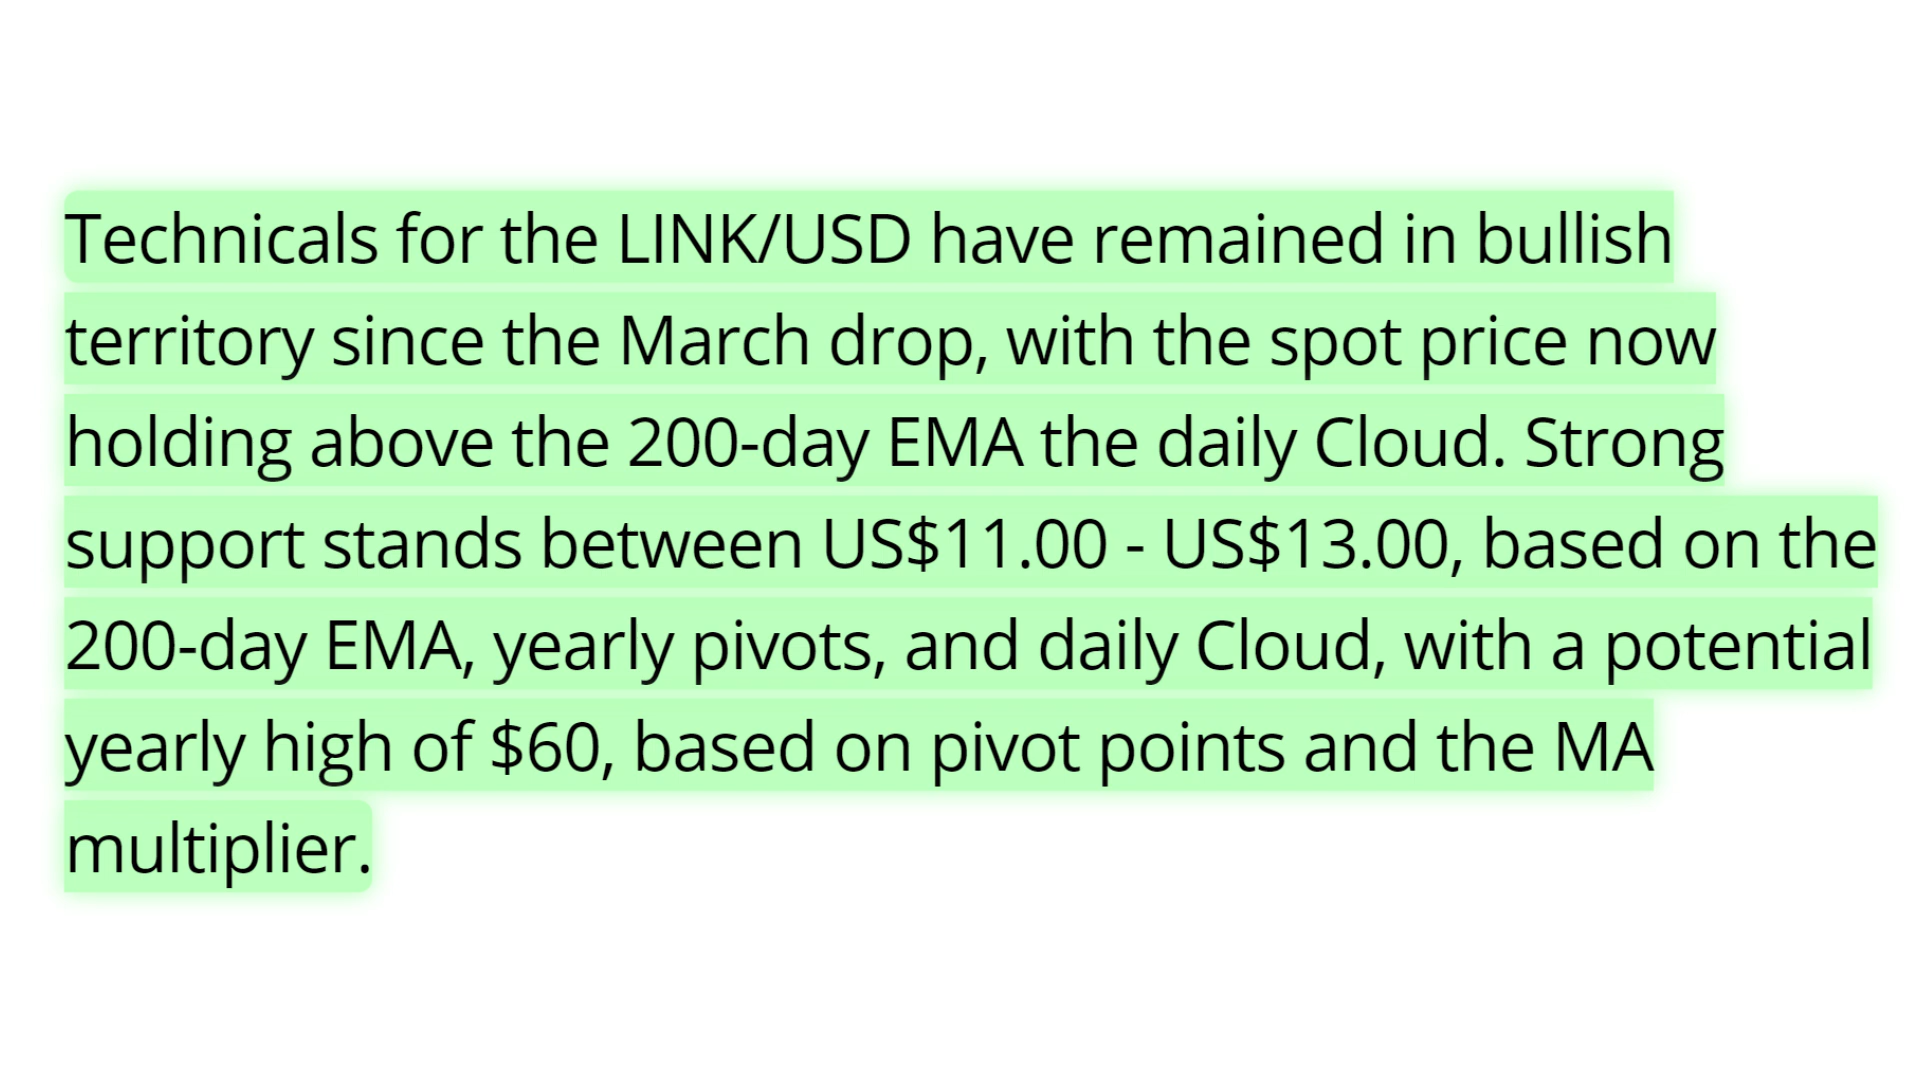 Technicals for the LINK/USD have remained in bullish
territory since the March drop, with the spot price now
holding above the 200-day EMA the daily Cloud. Strong
support stands between US$11.00 - US$13.00, based on the
200-day EMA, yearly pivots, and daily Cloud, with a potential
yearly high of $60, based on pivot points and the MA
multiplier.